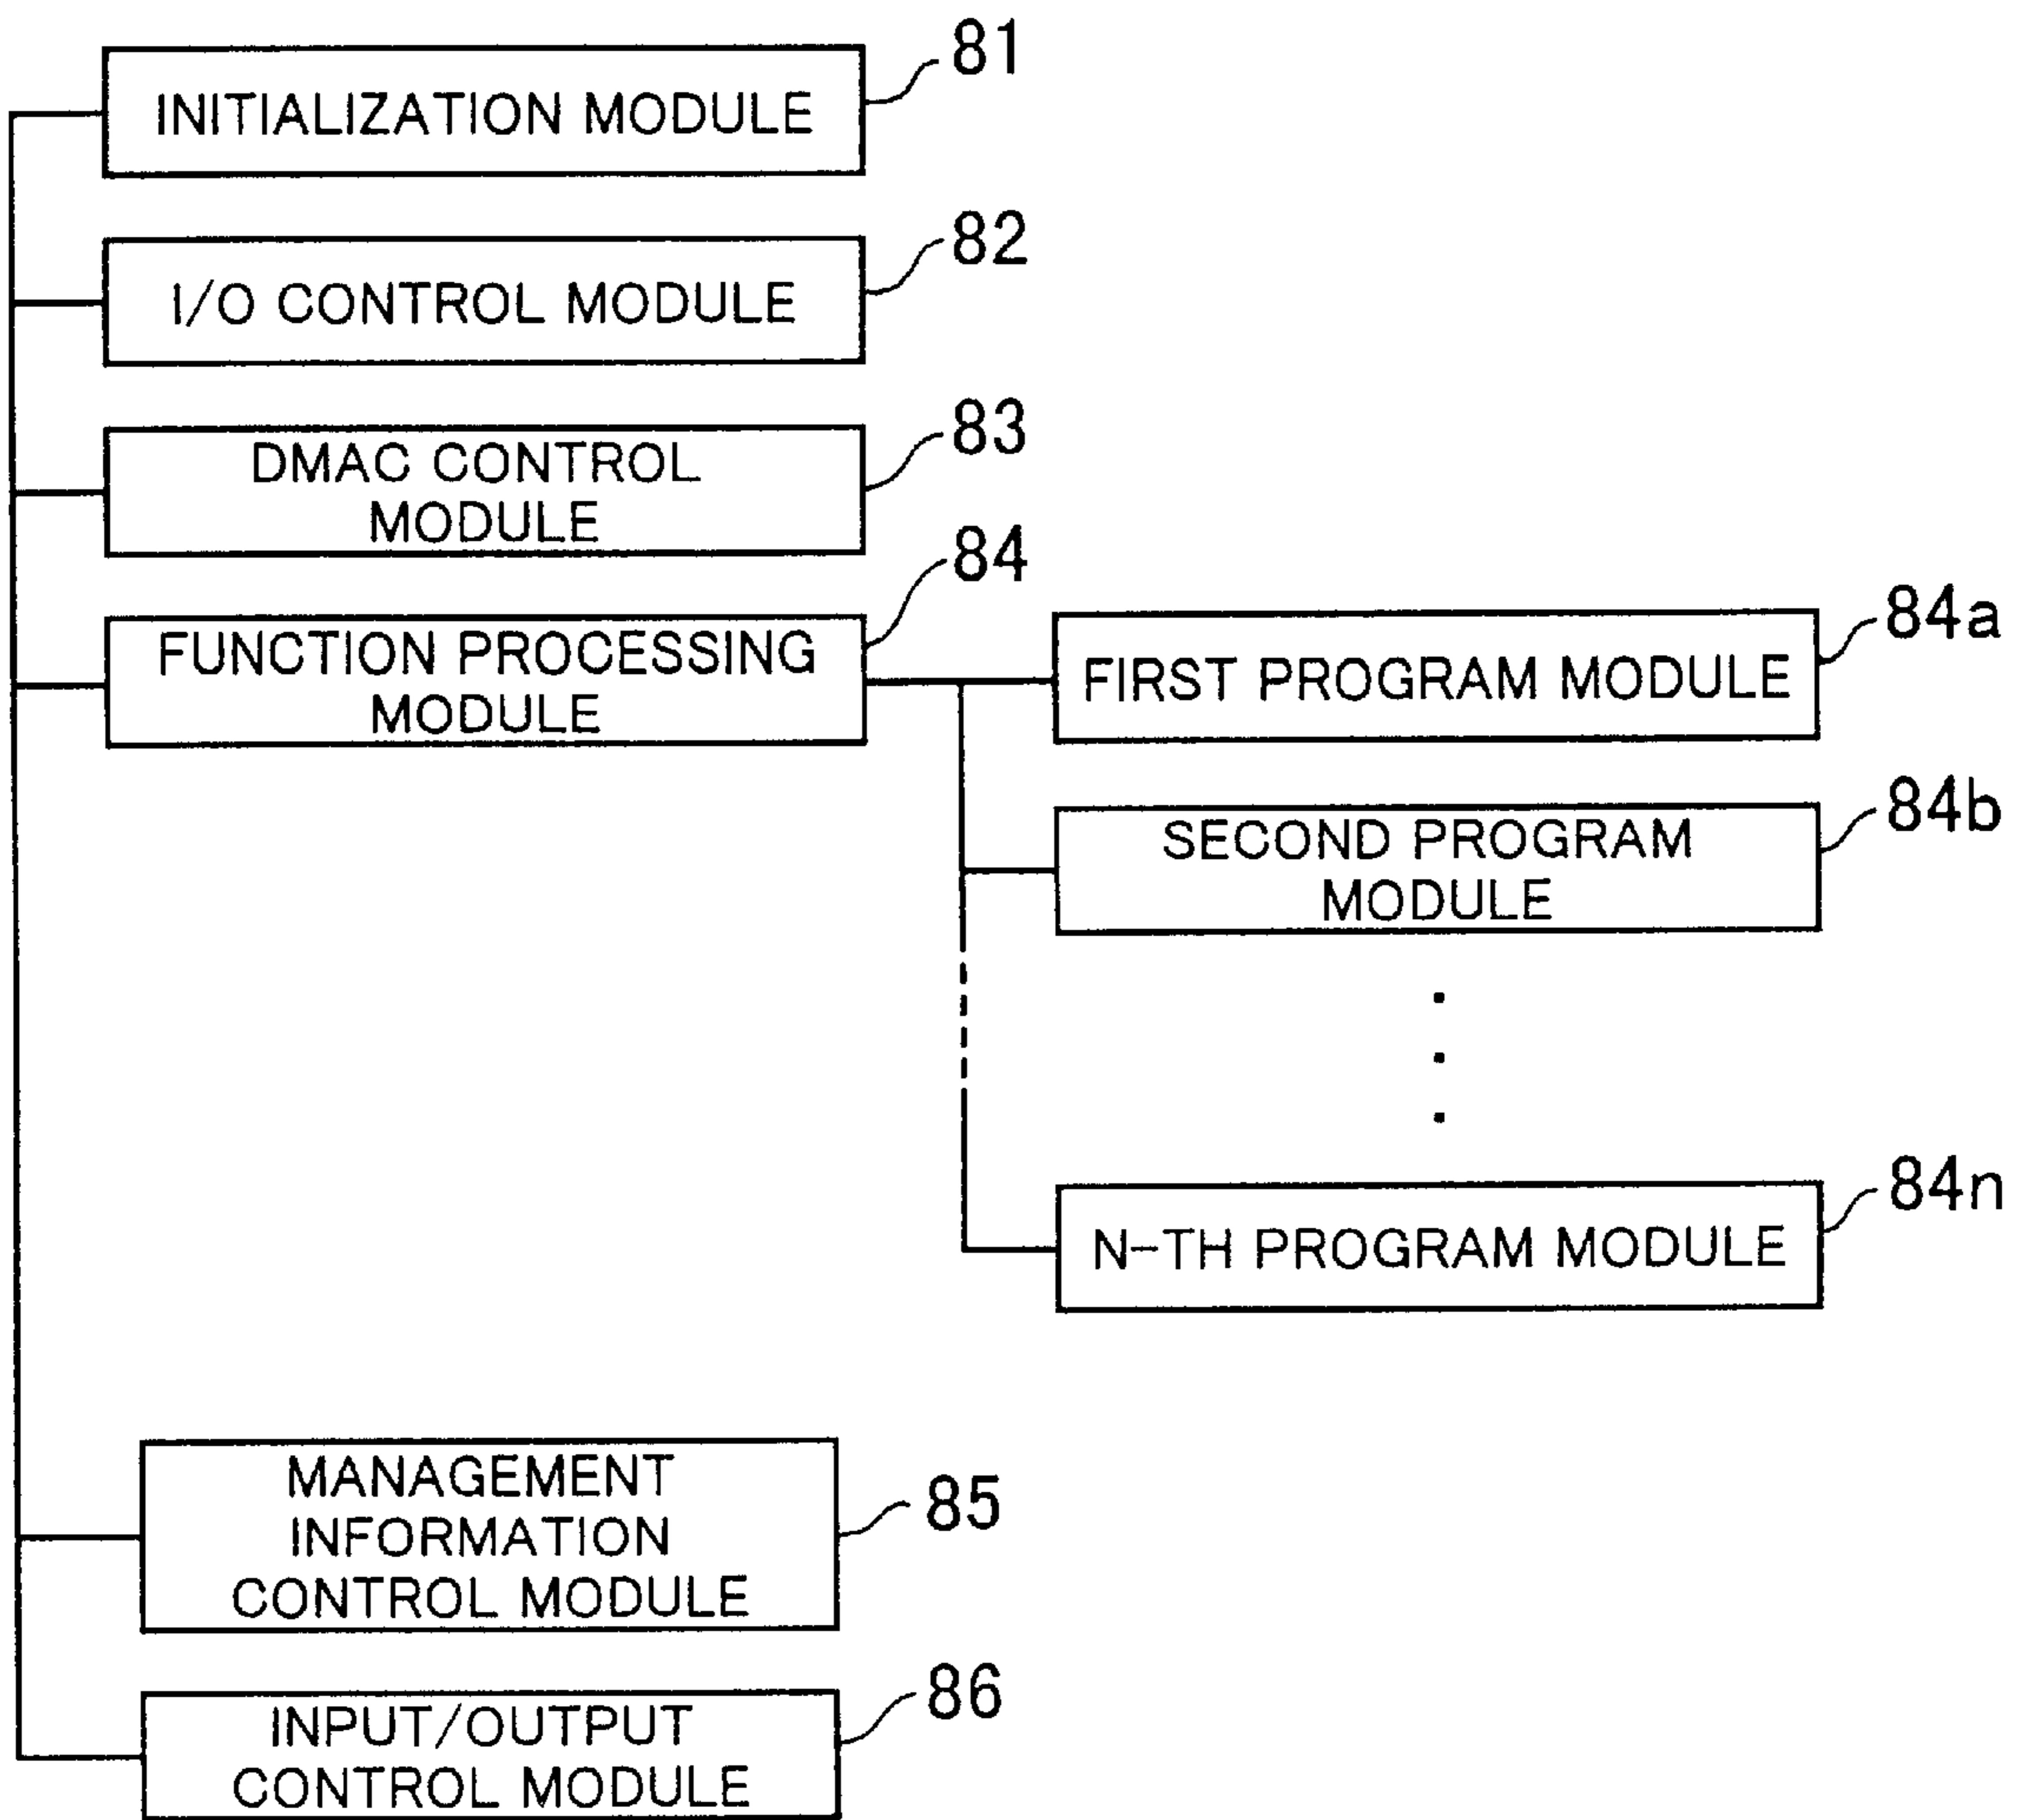 81
INITIALIZATION MODULE
82
I/O CONTROL MODULE
83
DMAC CONTROL
MODULE
84
FUNCTION PROCESSING
MODULE
84a
FIRST PROGRAM MODULE
84b
SECOND PROGRAM
MODULE
84n
N-TH PROGRAM MODULE
85
MANAGEMENT
INFORMATION
CONTROL MODULE
86
INPUT/OUTPUT
CONTROL MODULE